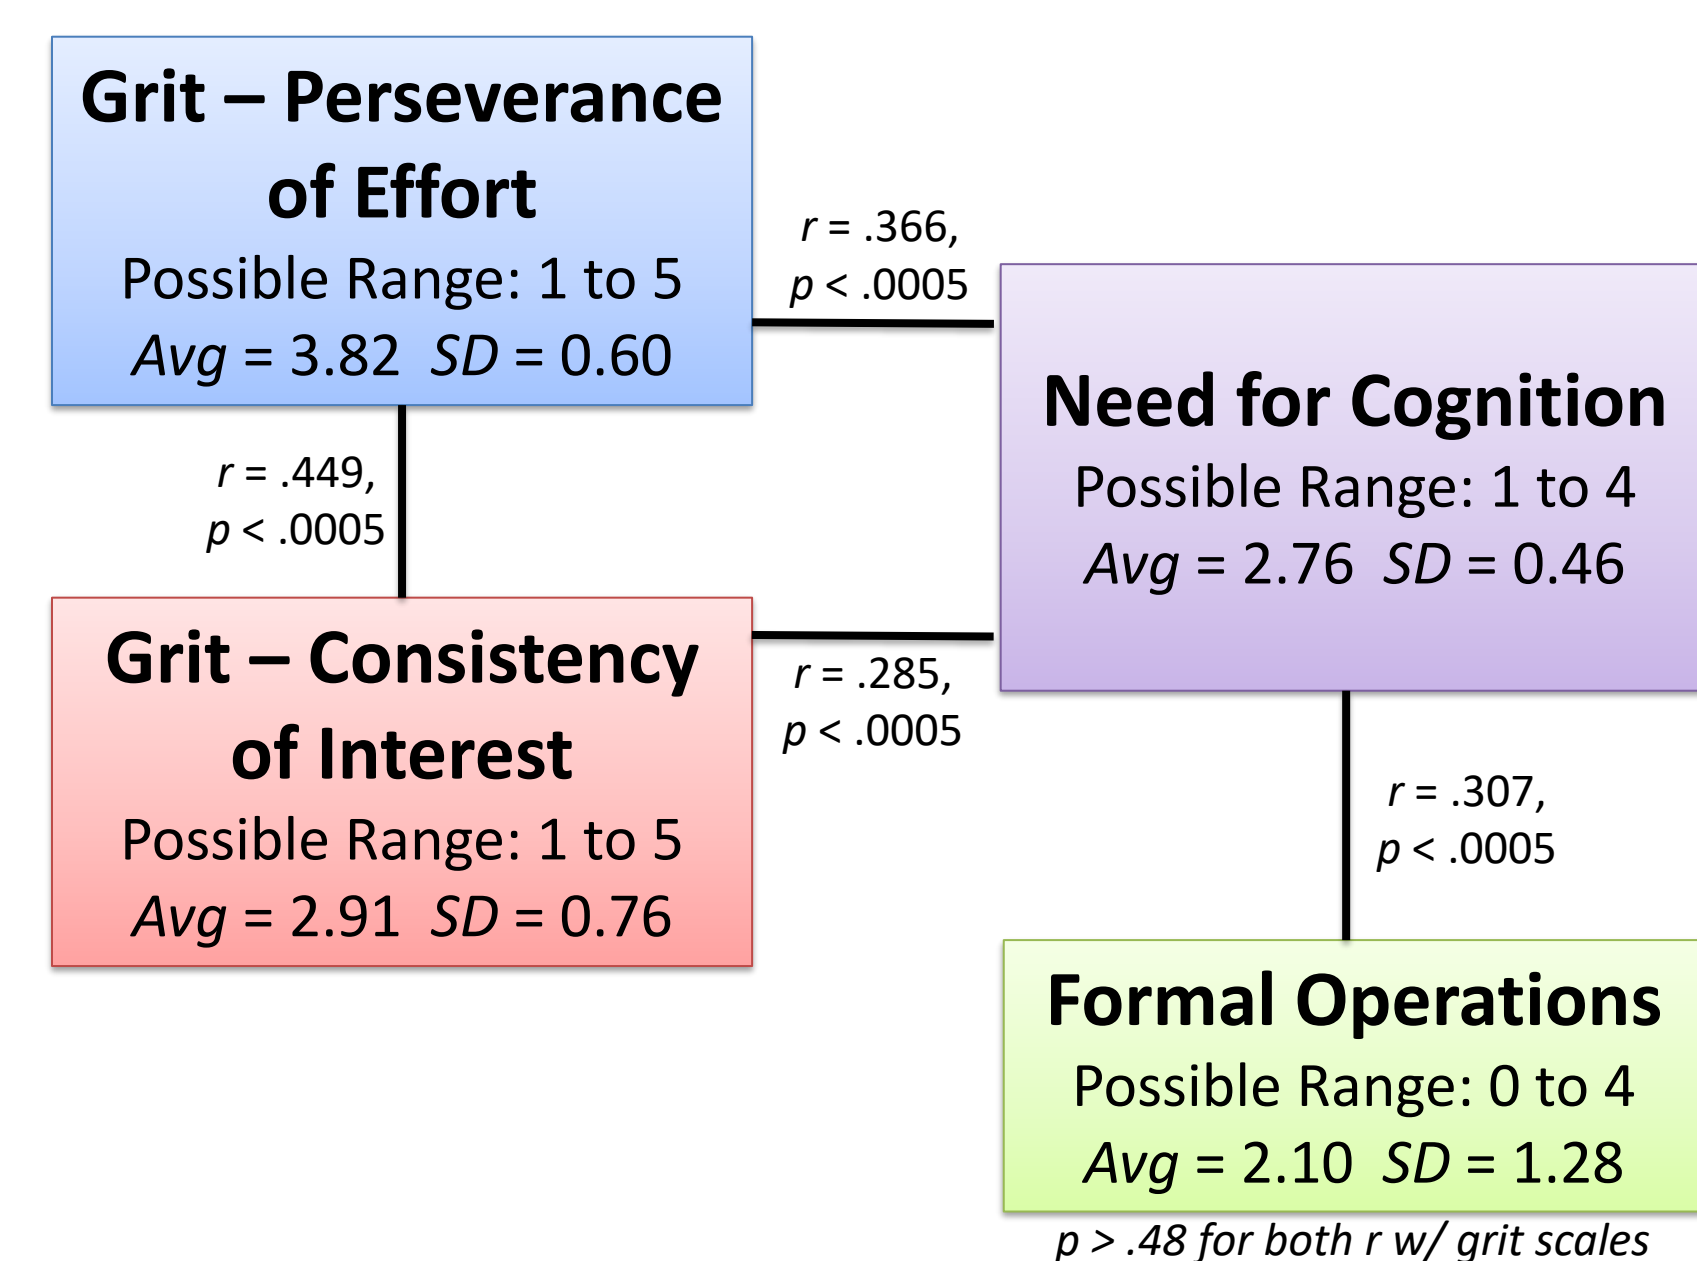 Grit – Perseverance
of Effort
Possible Range: 1 to 5
Avg = 3.82  SD = 0.60
r = .366,
p < .0005
r = .449,
p < .0005
Need for Cognition
Possible Range: 1 to 4
Avg = 2.76  SD = 0.46
Grit – Consistency
of Interest
Possible Range: 1 to 5
Avg = 2.91  SD = 0.76
r = .285,
p < .0005
r = .307,
p < .0005
Formal Operations
Possible Range: 0 to 4
Avg = 2.10  SD = 1.28
p > .48 for both r w/ grit scales